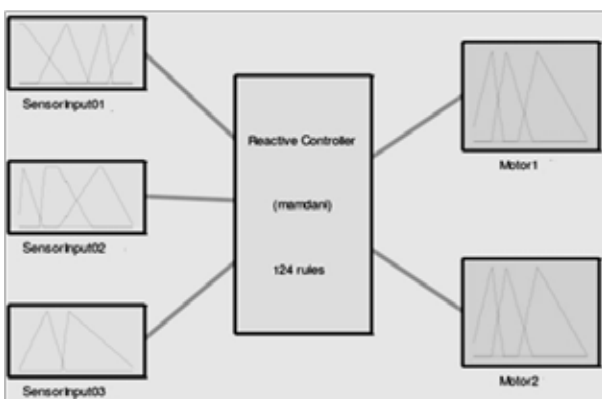 SensorInput01
SensorInput02
SensorInput03
Reactive Controller
(mamdani)
124 rules
Motor1
Motor2